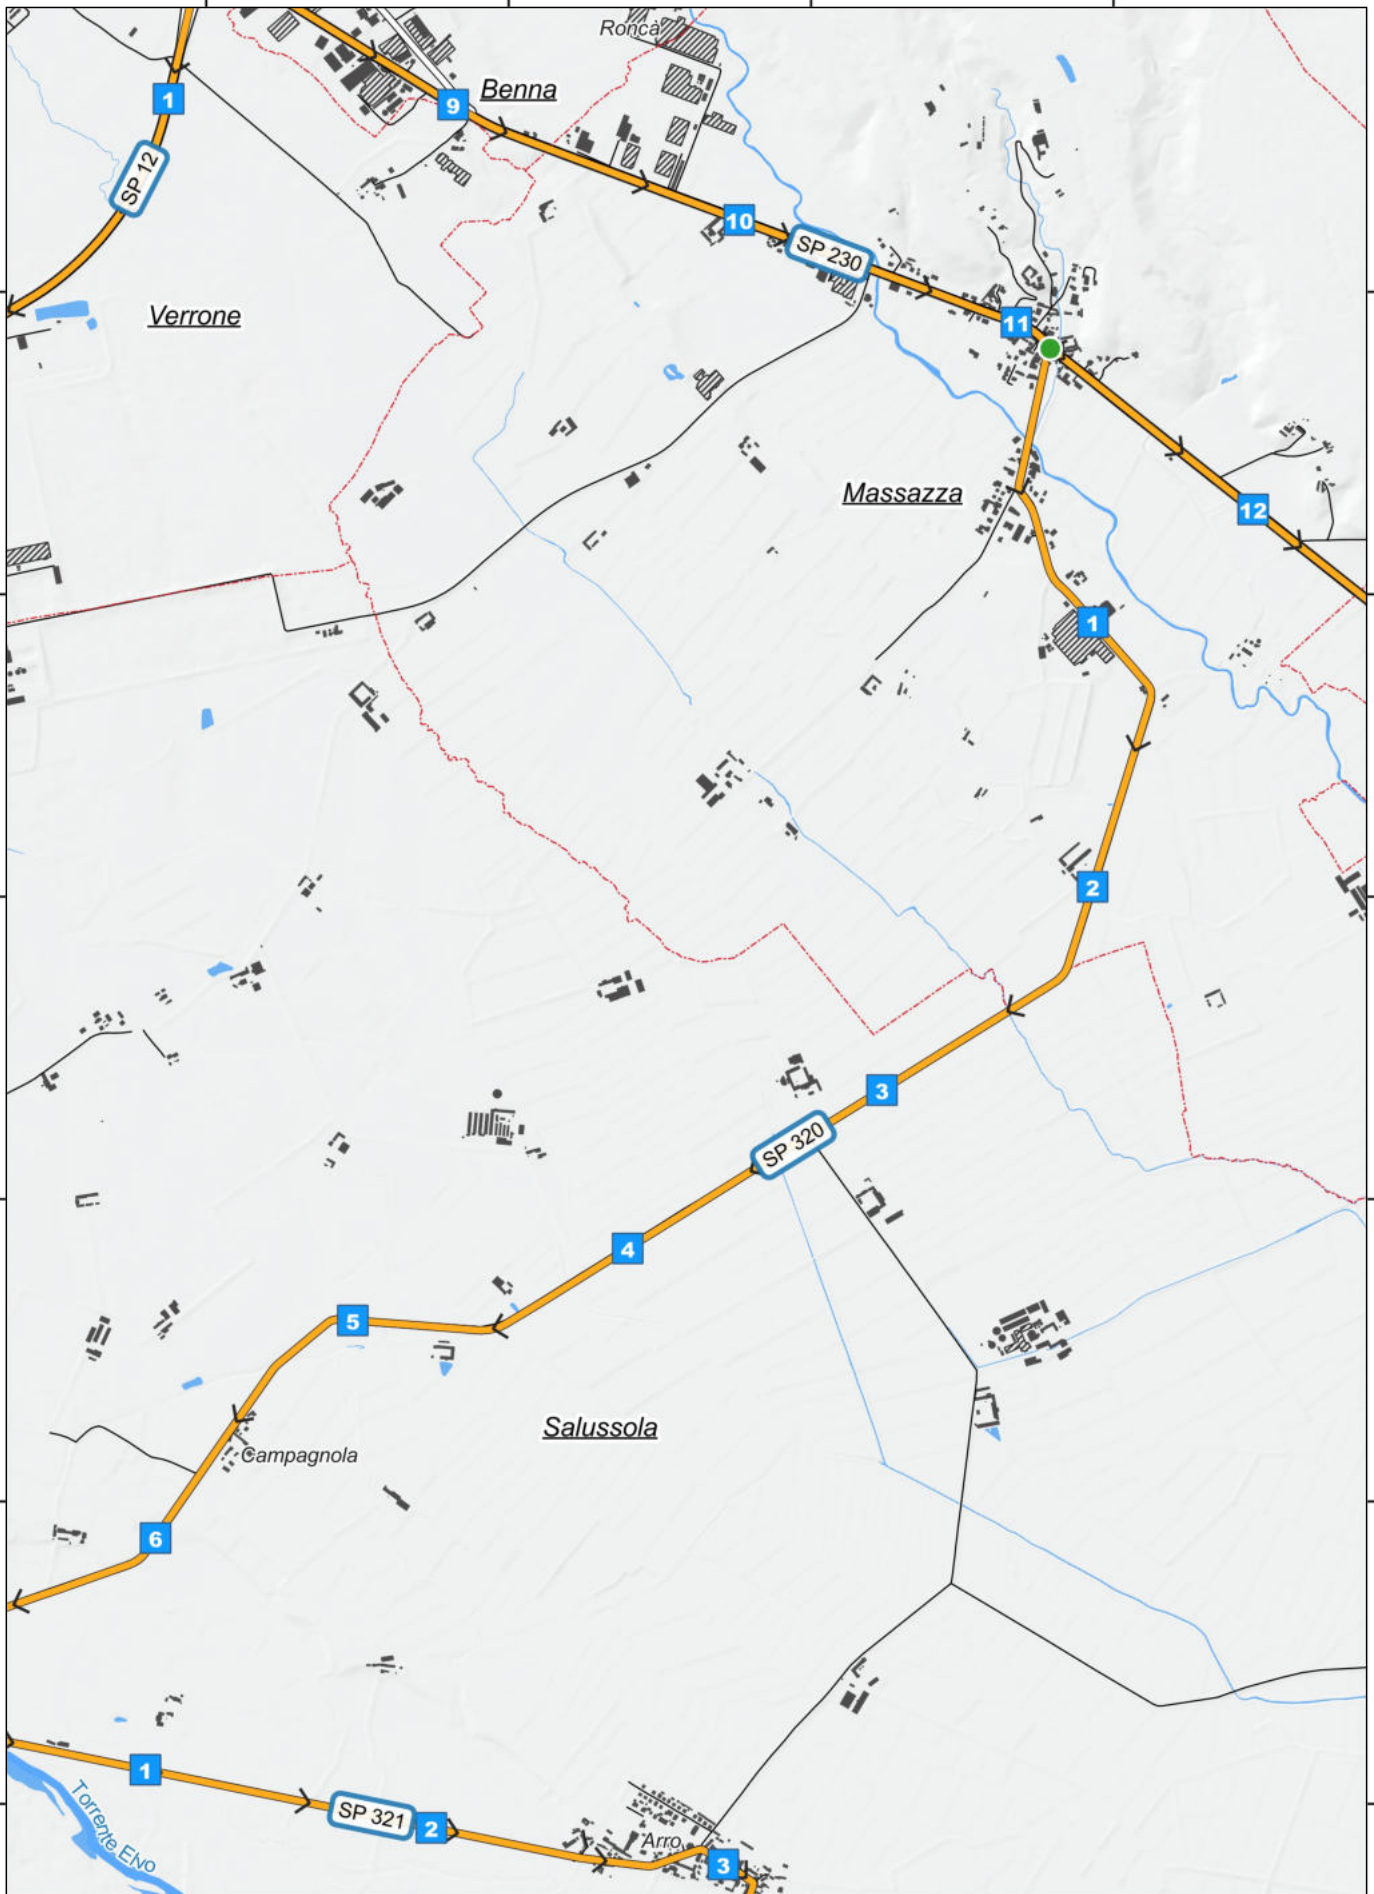 Roncà
Benna
9
1
SP 12
10
SP 230
Verrone
11
Massazza
12
1
2
3
SP 320
4
5
Salussola
Campagnola
6
1
Torrente Elvo
SP 321
2
Arro
3